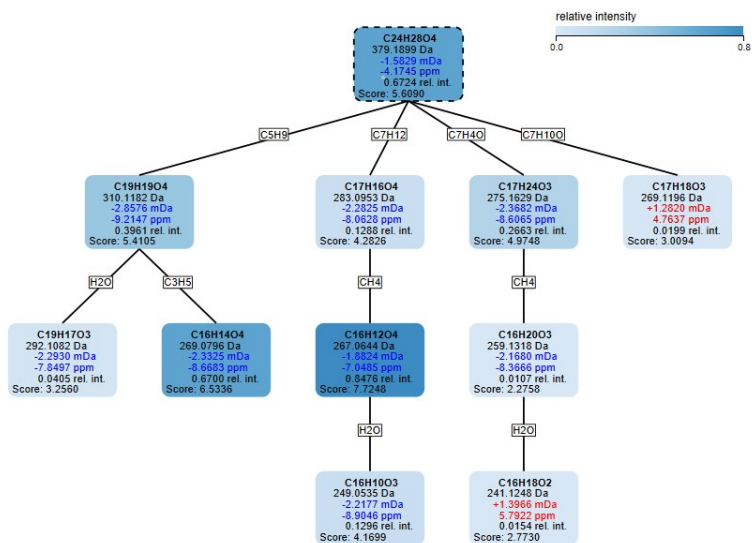 relative intensity
0.0
0.8
C24H28O4
379.1899 Da
-1.5829 mDa
-4.1745 ppm
0.6724 rel. int.
Score: 5.6090
C5H9
C7H12
C7H4O
C7H10O
C19H19O4
310.1182 Da
-2.8576 mDa
-9.2147 ppm
0.3961 rel. int.
Score: 5.4105
C17H16O4
283.0953 Da
-2.2825 mDa
-8.0628 ppm
0.1288 rel. int.
Score: 4.2826
C17H24O3
275.1629 Da
-2.3682 mDa
-8.6065 ppm
0.2663 rel. int.
Score: 4.9748
C17H18O3
269.1196 Da
+1.2820 mDa
4.7637 ppm
0.0199 rel. int.
Score: 3.0094
H2O
C3H5
CH4
CH4
C19H17O3
292.1082 Da
-2.2930 mDa
-7.8497 ppm
0.0405 rel. int.
Score: 3.2560
C16H14O4
269.0796 Da
-2.3325 mDa
-8.6683 ppm
0.6700 rel. int.
Score: 6.5336
C16H12O4
267.0644 Da
-1.8824 mDa
-7.0485 ppm
0.8476 rel. int.
Score: 7.7248
C16H20O3
259.1318 Da
-2.1680 mDa
-8.3666 ppm
0.0107 rel. int.
Score: 2.2758
H2O
H2O
C16H10O3
249.0535 Da
-2.2177 mDa
-8.9046 ppm
0.1296 rel. int.
Score: 4.1699
C16H18O2
241.1248 Da
+1.3966 mDa
5.7922 ppm
0.0154 rel. int.
Score: 2.7730